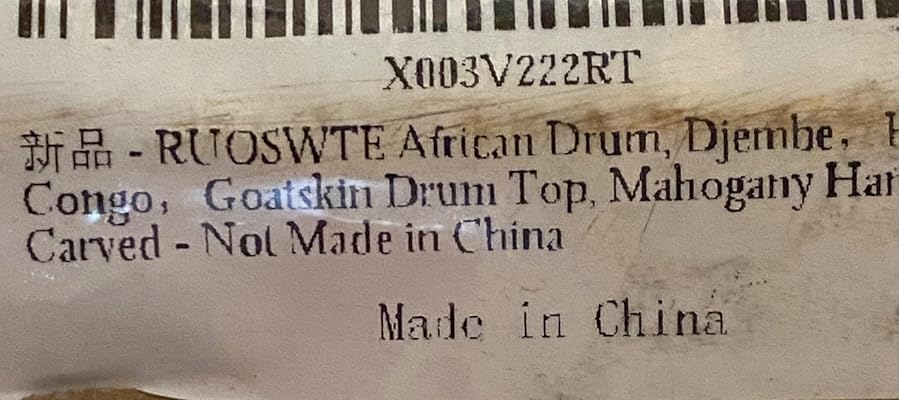 X003V222RT
新品 - RUOSWTE African Drum, Djembe,
Congo, Goatskin Drum Top, Mahogany
Carved - Not Made in China
Made in China